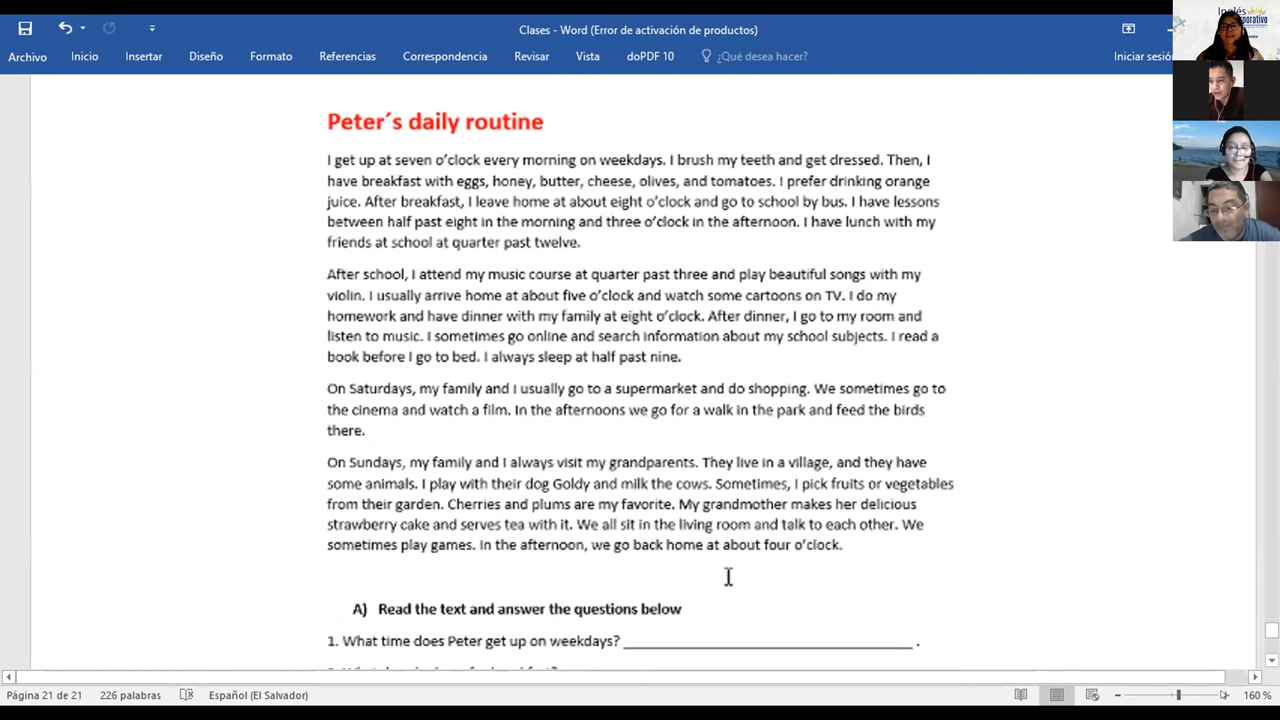 Clases - Word (Error de activación de productos)
Archivo Inicio Insertar Diseño Formato Referencias Correspondencia Revisar Vista doPDF 10 ¿Qué desea hacer? Iniciar sesión
Inglés
Peter´s daily routine
I get up at seven o'clock every morning on weekdays. I brush my teeth and get dressed. Then, I
have breakfast with eggs, honey, butter, cheese, olives, and tomatoes. I prefer drinking orange
juice. After breakfast, I leave home at about eight o'clock and go to school by bus. I have lessons
between half past eight in the morning and three o'clock in the afternoon. I have lunch with my
friends at school at quarter past twelve.
After school, I attend my music course at quarter past three and play beautiful songs with my
violin. I usually arrive home at about five o'clock and watch some cartoons on TV. I do my
homework and have dinner with my family at eight o'clock. After dinner, I go to my room and
listen to music. I sometimes go online and search information about my school subjects. I read a
book before I go to bed. I always sleep at half past nine.
On Saturdays, my family and I usually go to a supermarket and do shopping. We sometimes go to
the cinema and watch a film. In the afternoons we go for a walk in the park and feed the birds
there.
On Sundays, my family and I always visit my grandparents. They live in a village, and they have
some animals. I play with their dog Goldy and milk the cows. Sometimes, I pick fruits or vegetables
from their garden. Cherries and plums are my favorite. My grandmother makes her delicious
strawberry cake and serves tea with it. We all sit in the living room and talk to each other. We
sometimes play games. In the afternoon, we go back home at about four o'clock.
A) Read the text and answer the questions below
1. What time does Peter get up on weekdays? ______________________________________ .
Página 21 de 21 226 palabras Español (El Salvador) 160 %